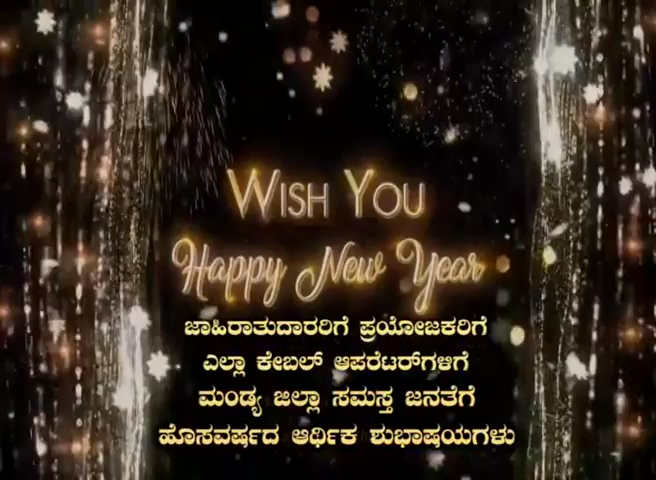 WISH YOU
Happy New Year
ಜಾಹಿರಾತುದಾರರಿಗೆ ಪ್ರಯೋಜಕರಿಗೆ
ಎಲ್ಲಾ ಕೇಬಲ್ ಆಪರೆಟರ್‌ಗಳಿಗೆ
ಮಂಡ್ಯ ಜಿಲ್ಲಾ ಸಮಸ್ತ ಜನತೆಗೆ
ಹೊಸವರ್ಷದ ಆರ್ಥಿಕ ಶುಭಾಷಯಗಳು